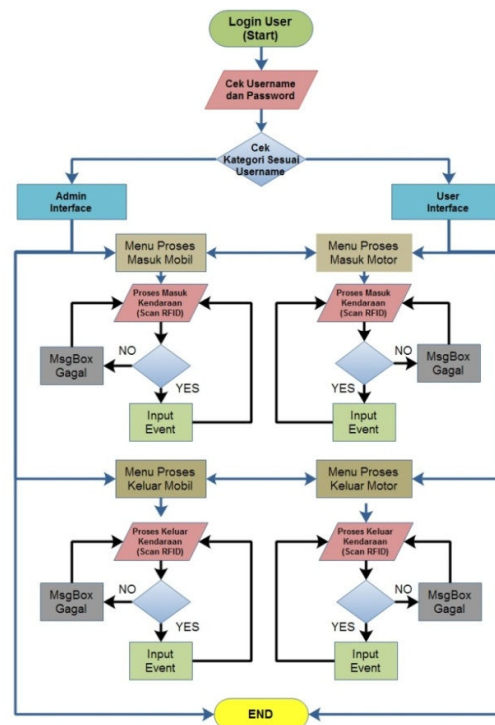 Login User
(Start)
Cek Username
dan Password
Cek
Kategori Sesuai
Username
Admin
Interface
User
Interface
Menu Proses
Masuk Mobil
Menu Proses
Masuk Motor
Proses Masuk
Kendaraan
(Scan RFID)
Proses Masuk
Kendaraan
(Scan RFID)
MsgBox
Gagal
NO
NO
MsgBox
Gagal
YES
YES
Input
Event
Input
Event
Menu Proses
Keluar Mobil
Menu Proses
Keluar Motor
Proses Keluar
Kendaraan
(Scan RFID)
Proses Keluar
Kendaraan
(Scan RFID)
MsgBox
Gagal
NO
NO
MsgBox
Gagal
YES
YES
Input
Event
Input
Event
END